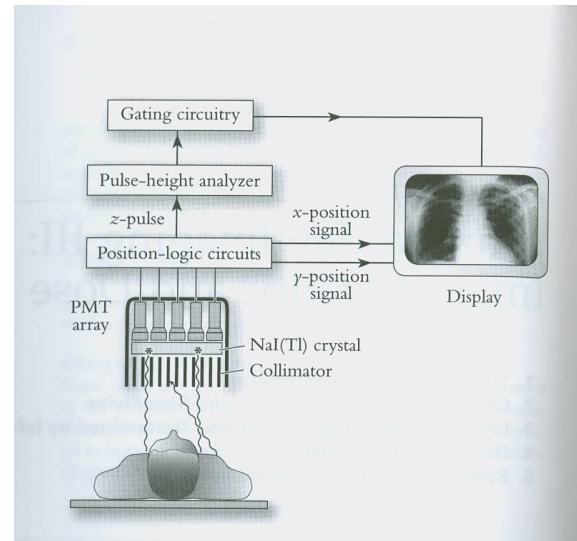 Gating circuitry
Pulse-height analyzer
z-pulse
x-position
signal
Position-logic circuits
y-position
signal
Display
PMT
array
NaI(Tl) crystal
Collimator